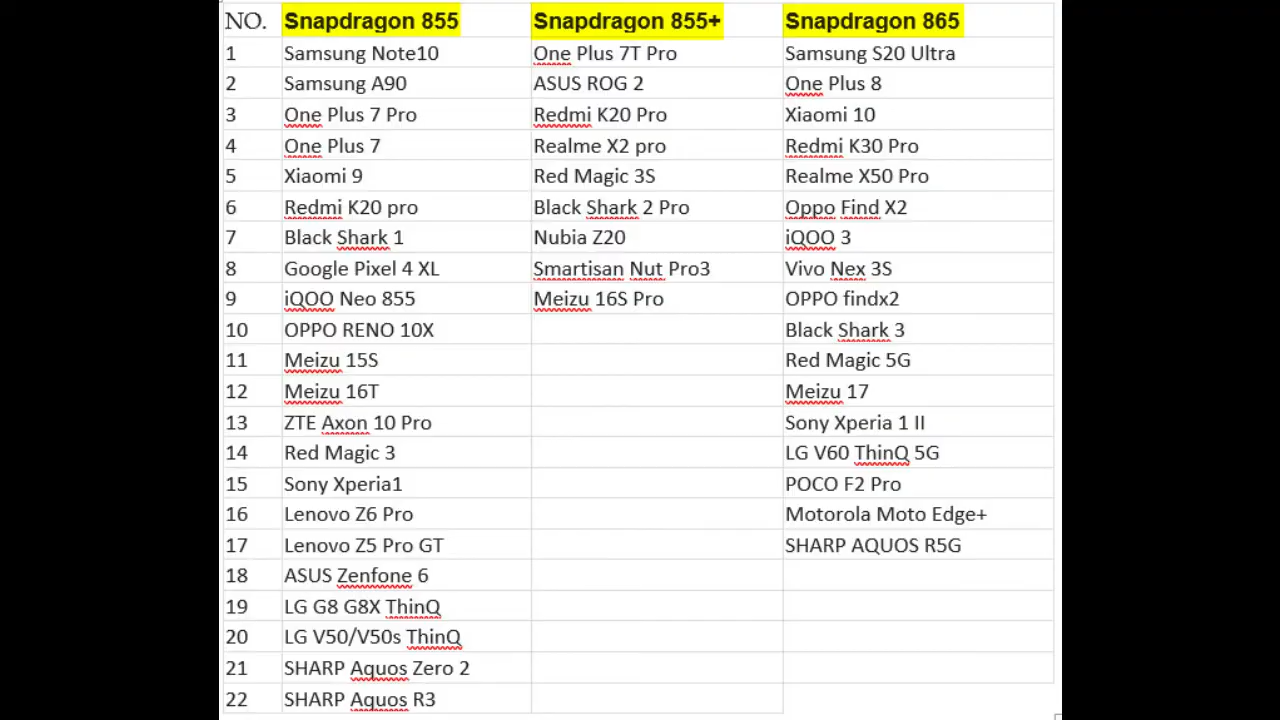 NO. Snapdragon 855 Snapdragon 855+ Snapdragon 865
1 Samsung Note10 One Plus 7T Pro Samsung S20 Ultra
2 Samsung A90 ASUS ROG 2 One Plus 8
3 One Plus 7 Pro Redmi K20 Pro Xiaomi 10
4 One Plus 7 Realme X2 pro Redmi K30 Pro
5 Xiaomi 9 Red Magic 3S Realme X50 Pro
6 Redmi K20 pro Black Shark 2 Pro Oppo Find X2
7 Black Shark 1 Nubia Z20 iQOO 3
8 Google Pixel 4 XL Smartisan Nut Pro3 Vivo Nex 3S
9 iQOO Neo 855 Meizu 16S Pro OPPO findx2
10 OPPO RENO 10X Black Shark 3
11 Meizu 15S Red Magic 5G
12 Meizu 16T Meizu 17
13 ZTE Axon 10 Pro Sony Xperia 1 II
14 Red Magic 3 LG V60 ThinQ 5G
15 Sony Xperia1 POCO F2 Pro
16 Lenovo Z6 Pro Motorola Moto Edge+
17 Lenovo Z5 Pro GT SHARP AQUOS R5G
18 ASUS Zenfone 6
19 LG G8 G8X ThinQ
20 LG V50/V50s ThinQ
21 SHARP Aquos Zero 2
22 SHARP Aquos R3